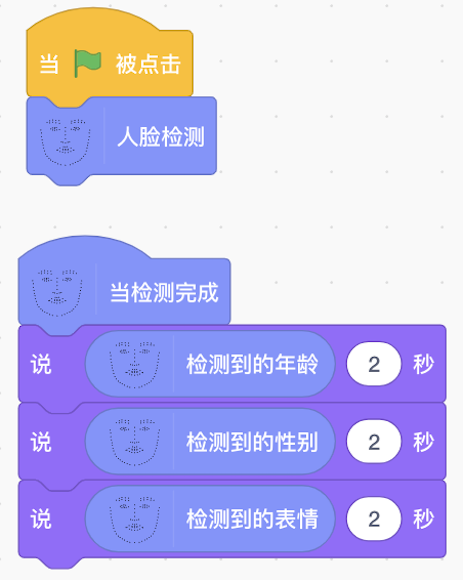 当 被点击
人脸检测
当检测完成
说 检测到的年龄 2 秒
说 检测到的性别 2 秒
说 检测到的表情 2 秒